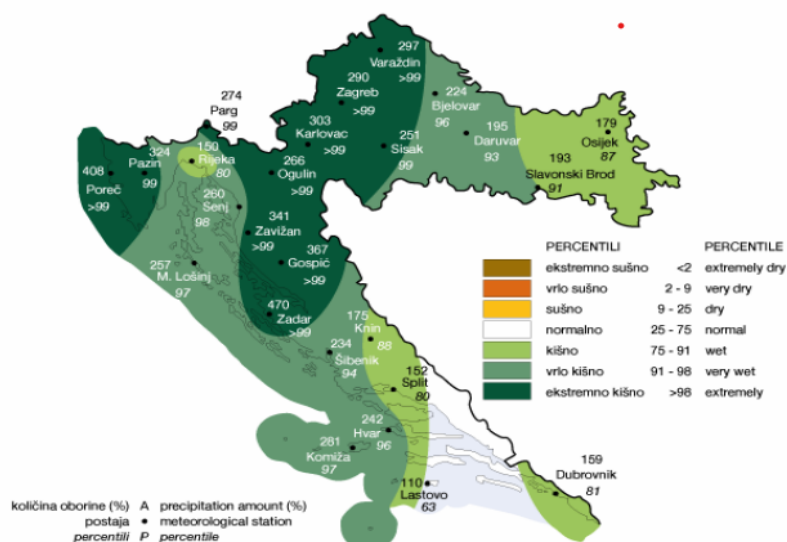 297
Varaždin
>99
290
Zagreb
>99
224
Bjelovar
96
274
Parg
99
303
Karlovac
>99
251
Sisak
99
195
Daruvar
93
179
Osijek
87
193
Slavonski Brod
91
408
Poreč
>99
324
Pazin
99
150
Rijeka
80
266
Ogulin
>99
260
Senj
98
341
Zavižan
>99
367
Gospić
>99
257
M. Lošinj
97
470
Zadar
>99
175
Knin
88
234
Šibenik
94
152
Split
80
242
Hvar
96
281
Komiža
97
110
Lastovo
63
159
Dubrovnik
81
PERCENTILI PERCENTILE
ekstremno sušno <2 extremely dry
vrlo sušno 2 - 9 very dry
sušno 9 - 25 dry
normalno 25 - 75 normal
kišno 75 - 91 wet
vrlo kišno 91 - 98 very wet
ekstremno kišno >98 extremely
količina oborine (%) A precipitation amount (%)
postaja meteorological station
percentili P percentile